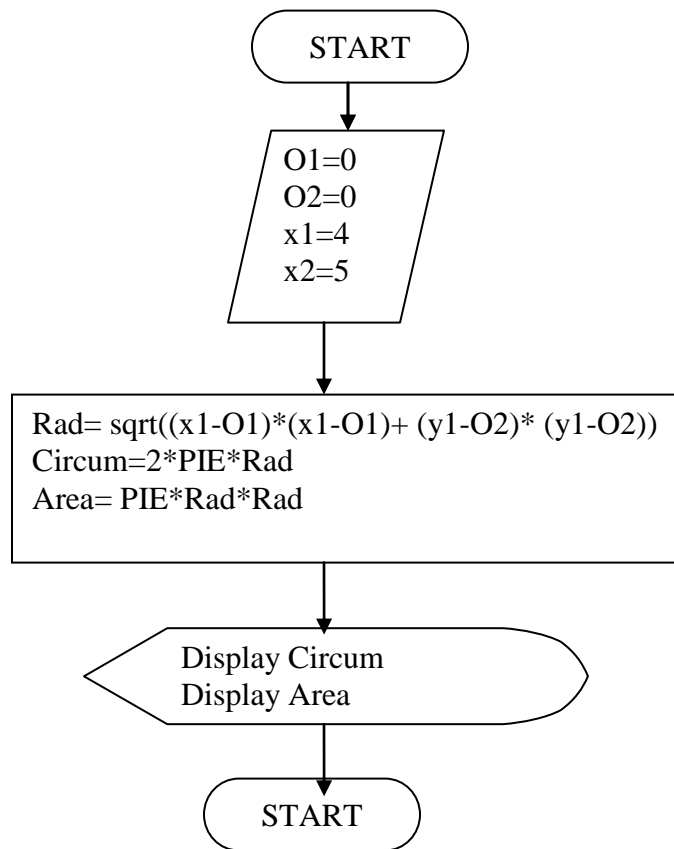 START
O1=0
O2=0
x1=4
x2=5
Rad= sqrt((x1-O1)*(x1-O1)+ (y1-O2)* (y1-O2))
Circum=2*PIE*Rad
Area= PIE*Rad*Rad
Display Circum
Display Area
START